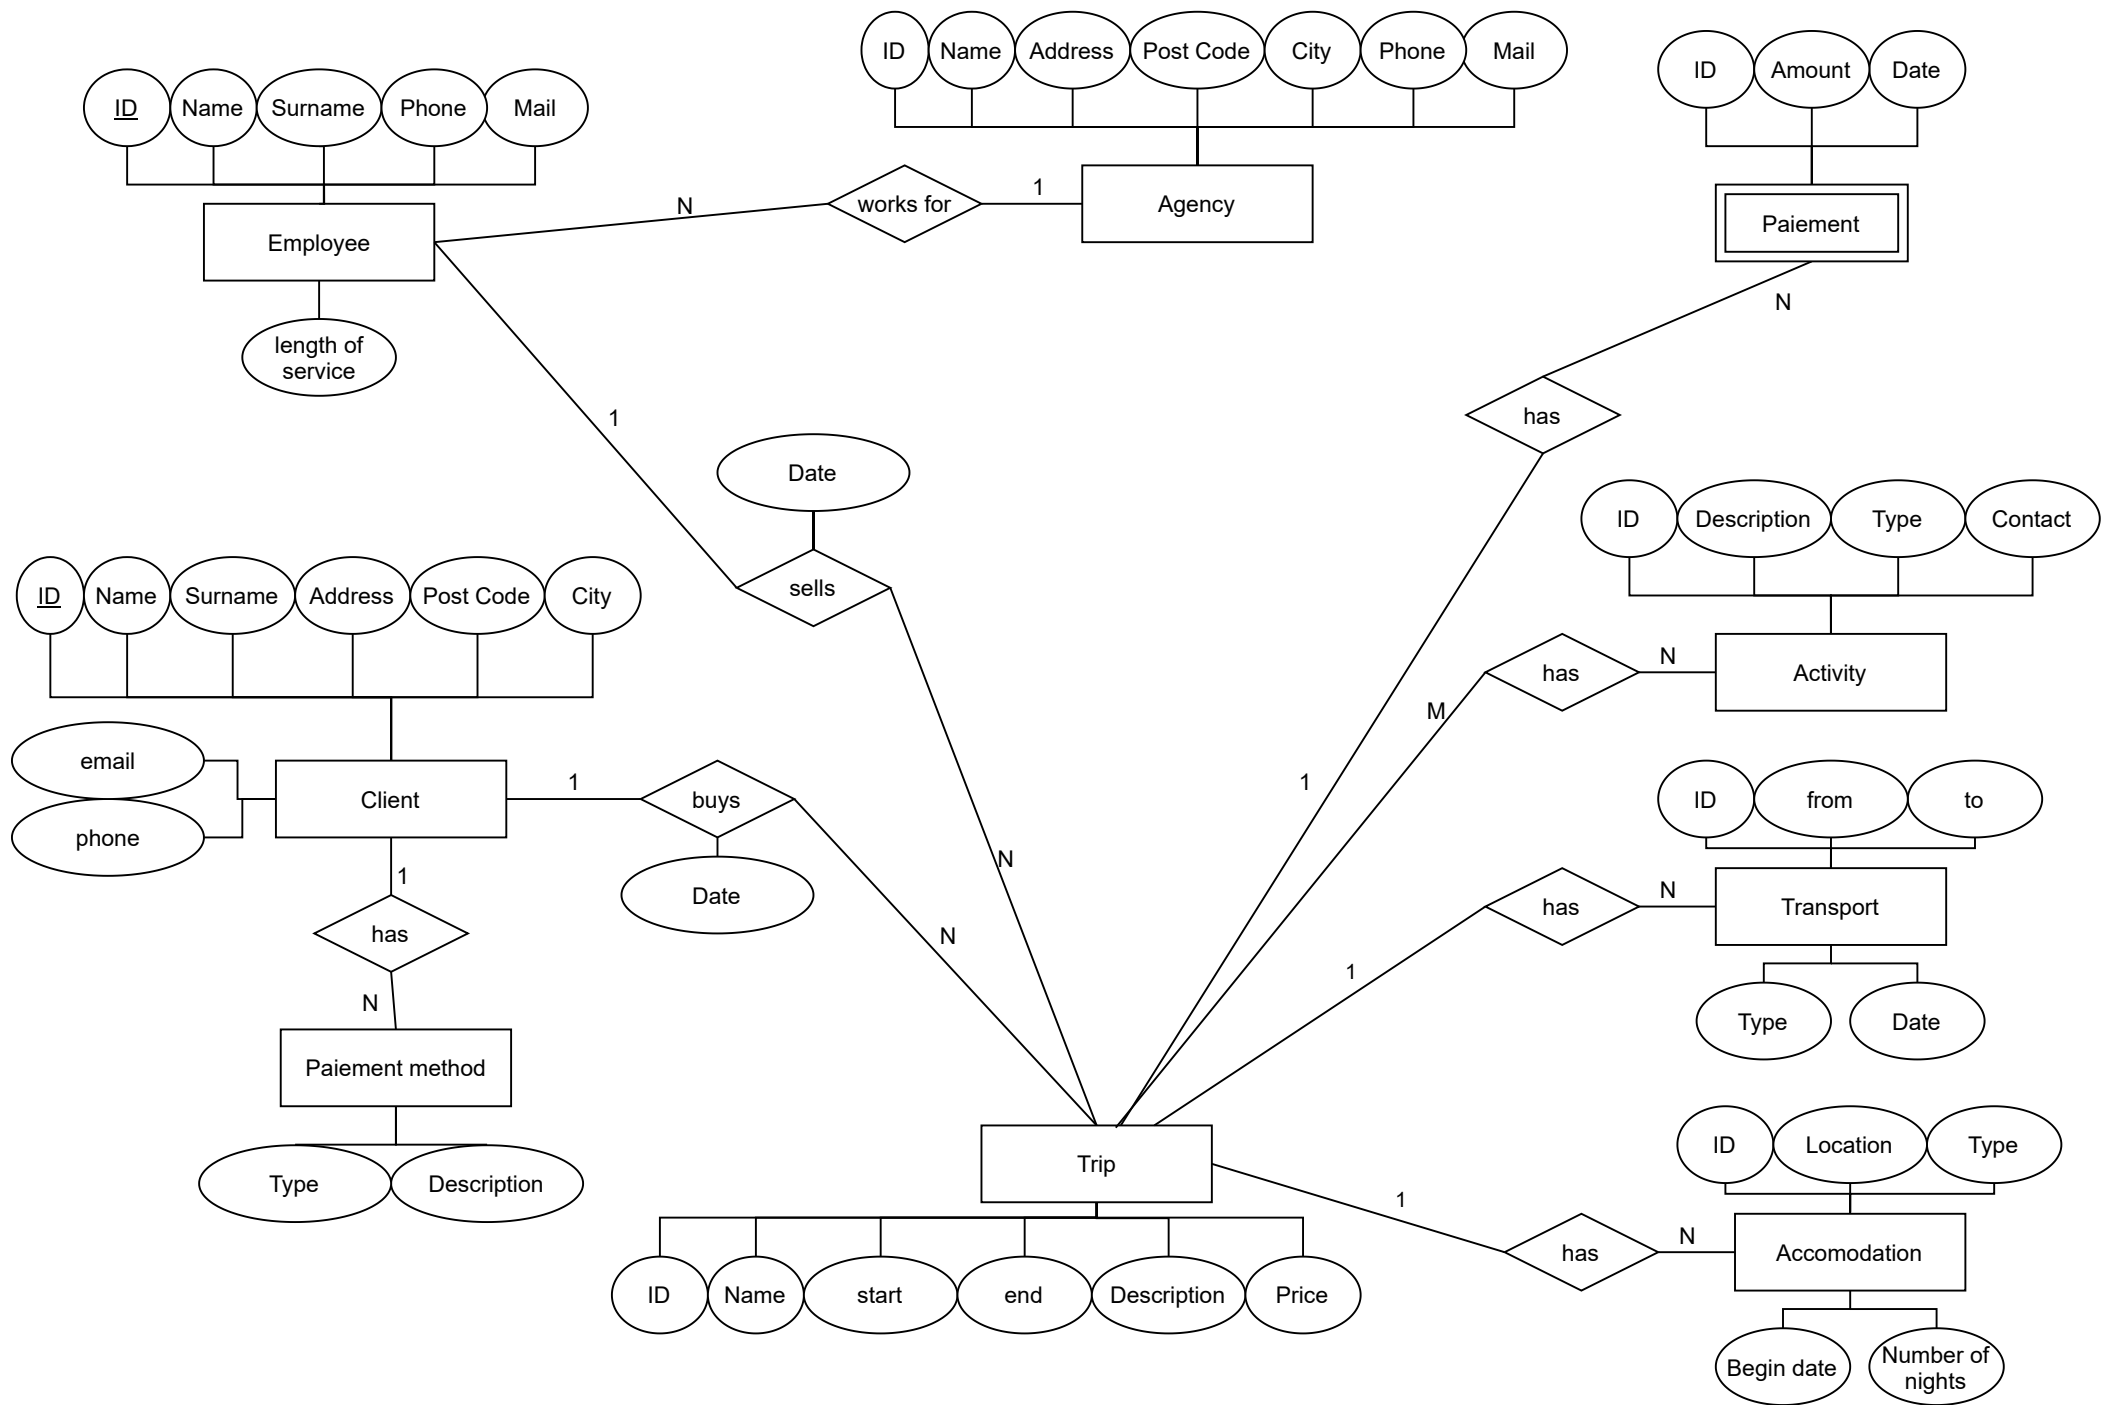 ID
Name
Address
Post Code
City
Phone
Mail
ID
Amount
Date
ID
Name
Surname
Phone
Mail
N
works for
1
Agency
Paiement
Employee
N
length of
service
1
has
Date
ID
Description
Type
Contact
sells
ID
Name
Surname
Address
Post Code
City
N
Activity
has
M
email
1
1
Client
buys
ID
from
to
phone
1
N
Date
N
has
Transport
has
N
1
N
Type
Date
Paiement method
Trip
ID
Location
Type
Type
Description
1
N
has
Accomodation
ID
Name
start
end
Description
Price
Begin date
Number of
nights